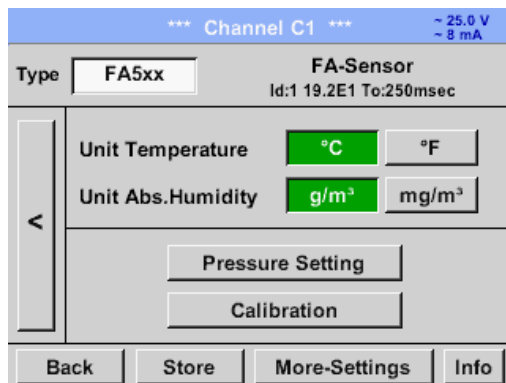 *** Channel C1 ***
~ 25.0 V
~ 8 mA
Type
FA5xx
FA-Sensor
Id:1 19.2E1 To:250msec
Unit Temperature °C °F
Unit Abs.Humidity g/m³ mg/m³
<
Pressure Setting
Calibration
Back Store More-Settings Info